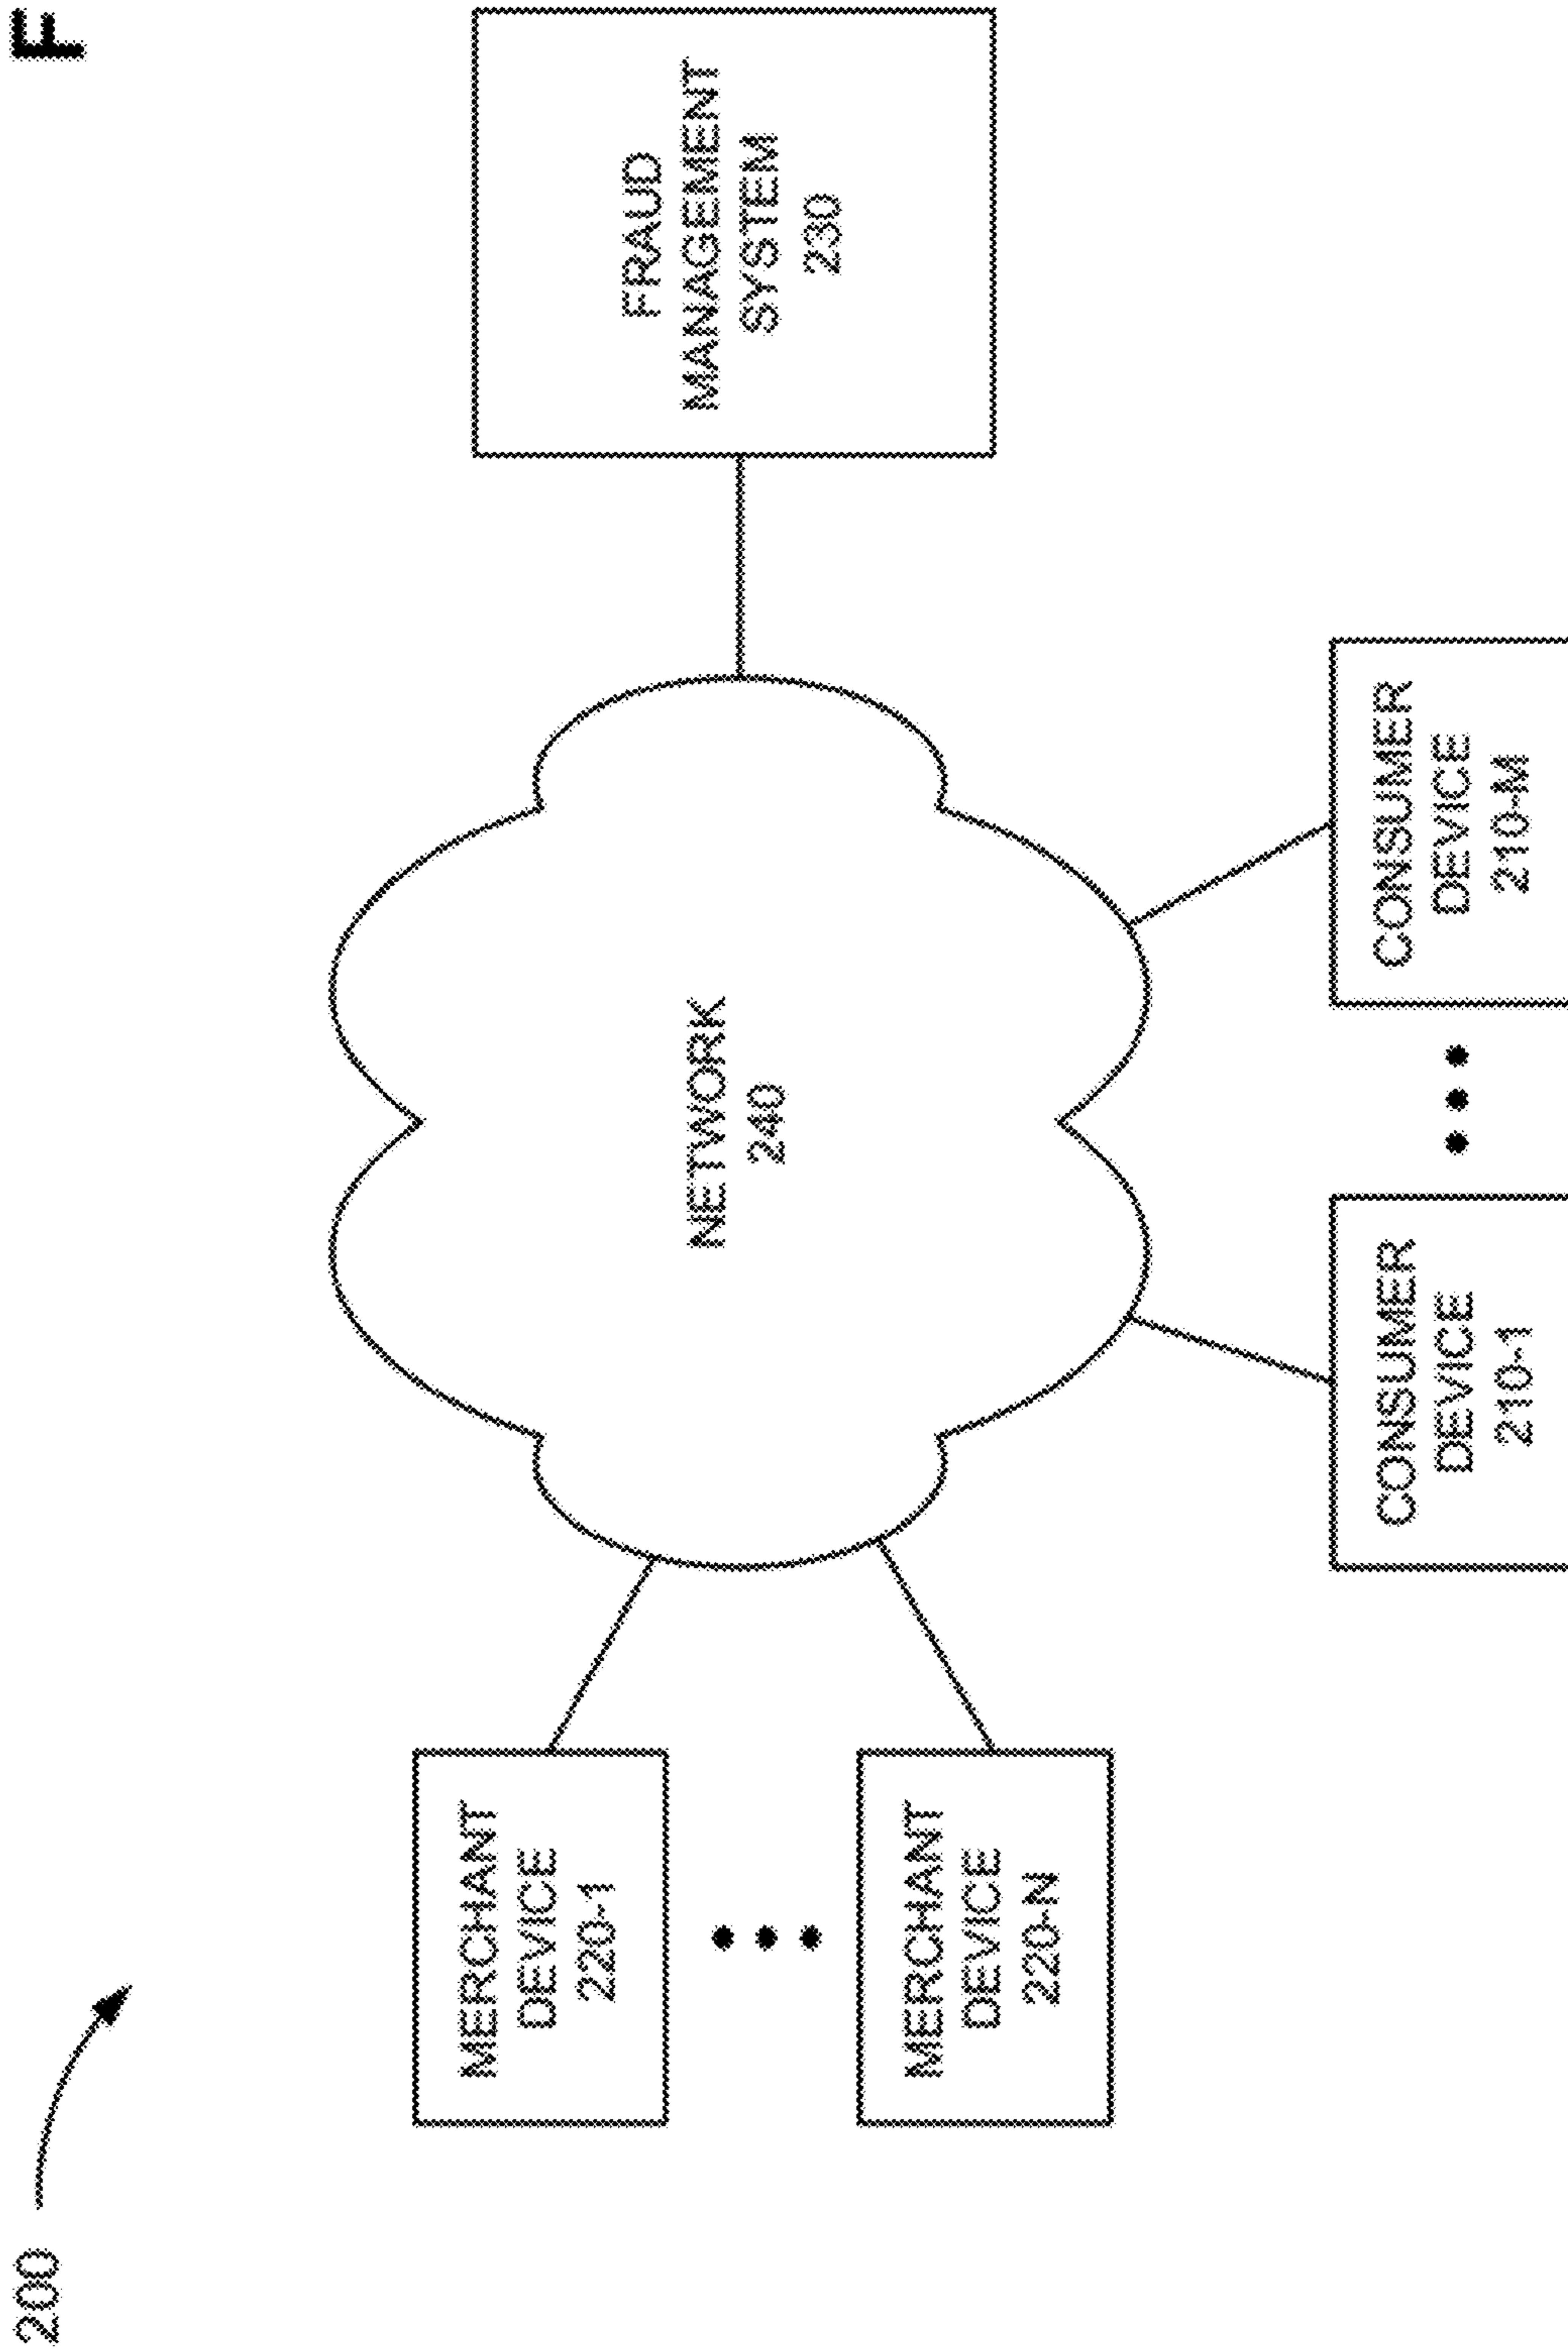 200
F
MERCHANT
DEVICE
220-1
MERCHANT
DEVICE
220-N
NETWORK
240
FRAUD
MANAGEMENT
SYSTEM
230
CONSUMER
DEVICE
210-1
CONSUMER
DEVICE
210-M